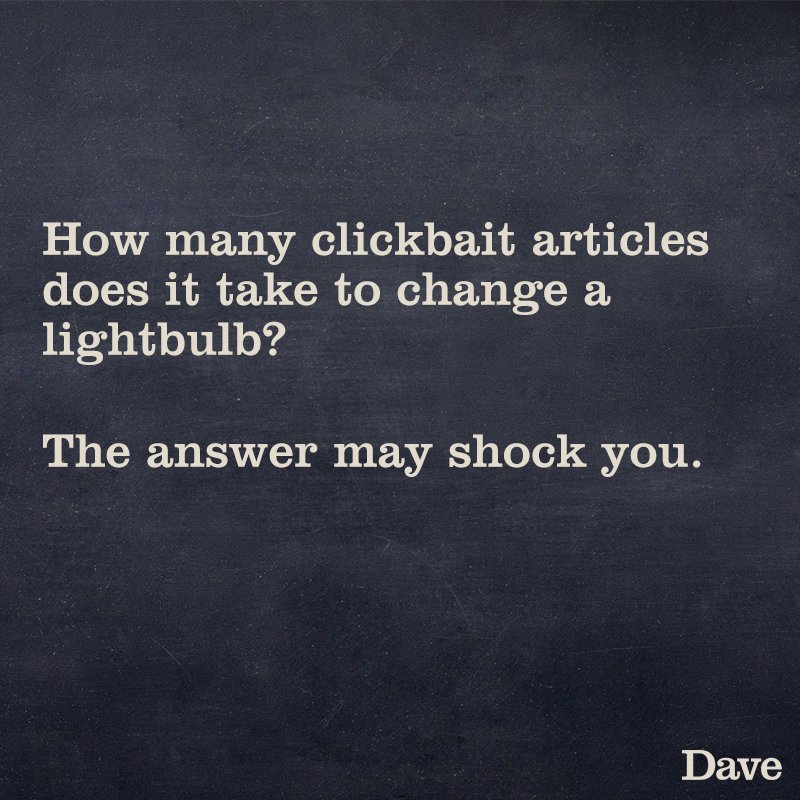 How many clickbait articles
does it take to change a
lightbulb?
The answer may shock you.
Dave